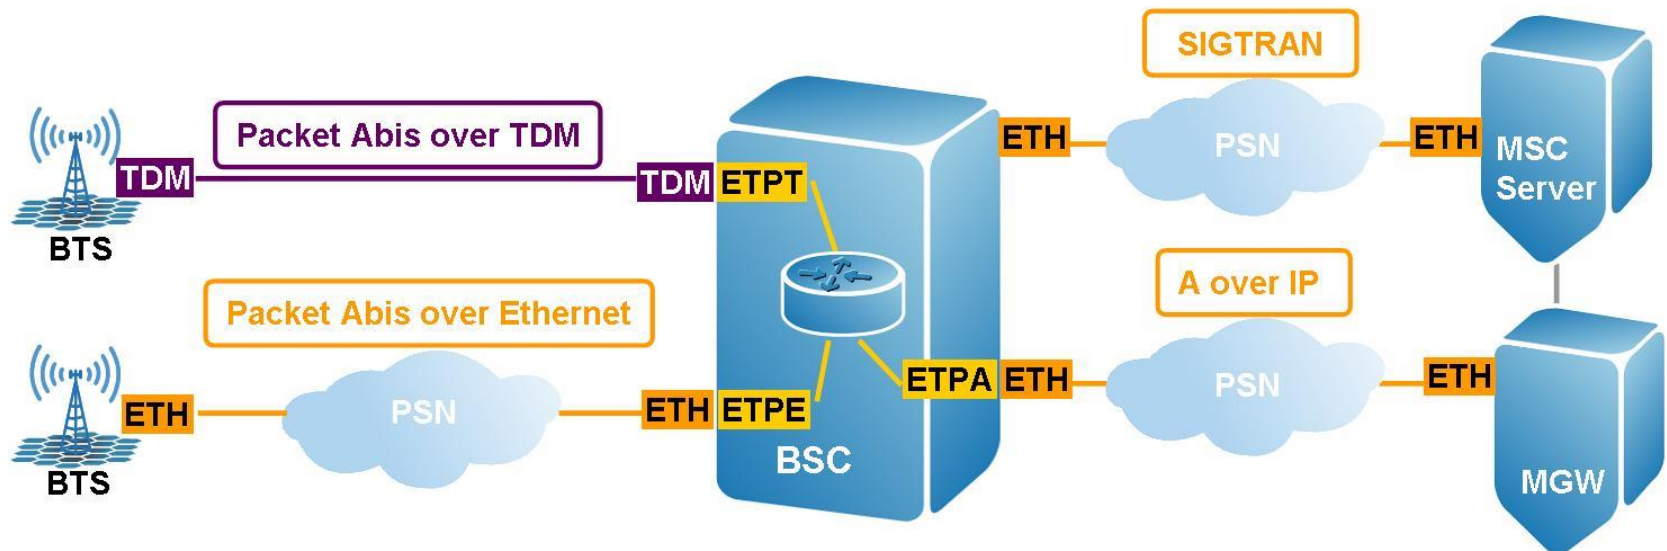 SIGTRAN
Packet Abis over TDM
ETH
PSN
ETH
MSC
Server
TDM
TDM
ETPT
BTS
A over IP
Packet Abis over Ethernet
ETPA
ETH
PSN
ETH
ETH
PSN
ETH
ETPE
BSC
BTS
MGW